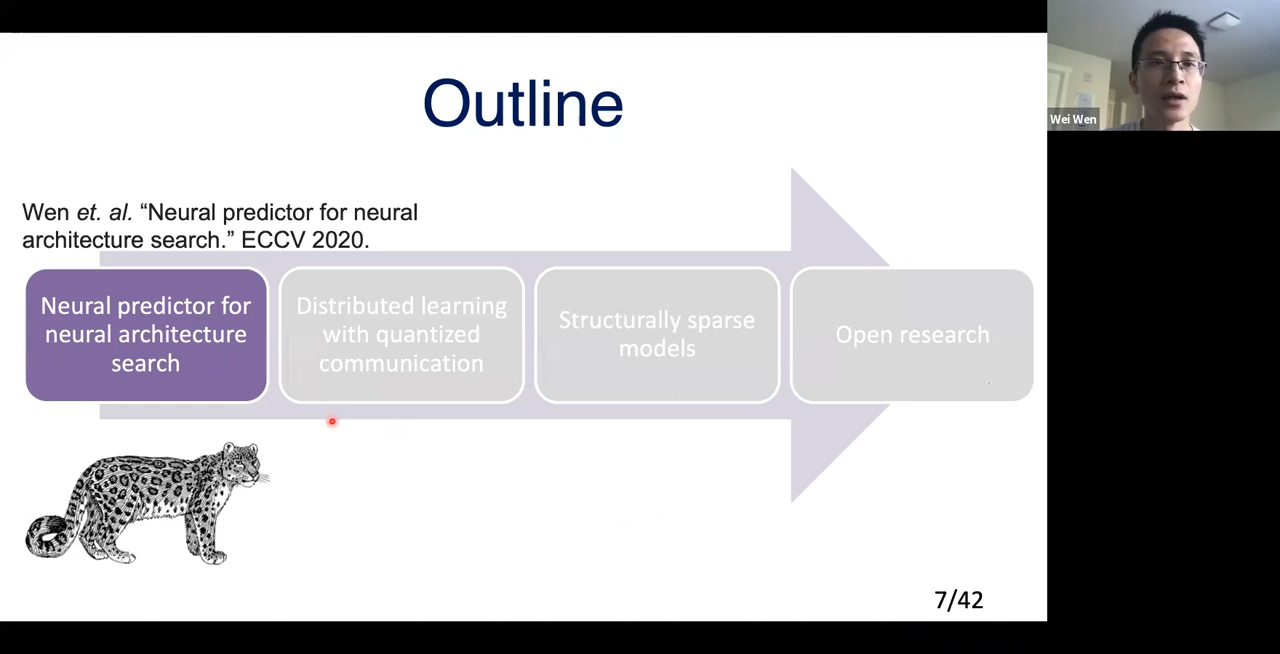 Outline
Wei Wen
Wen et. al. “Neural predictor for neural
architecture search.” ECCV 2020.
Neural predictor for
neural architecture
search
Distributed learning
with quantized
communication
Structurally sparse
models
Open research
7/42